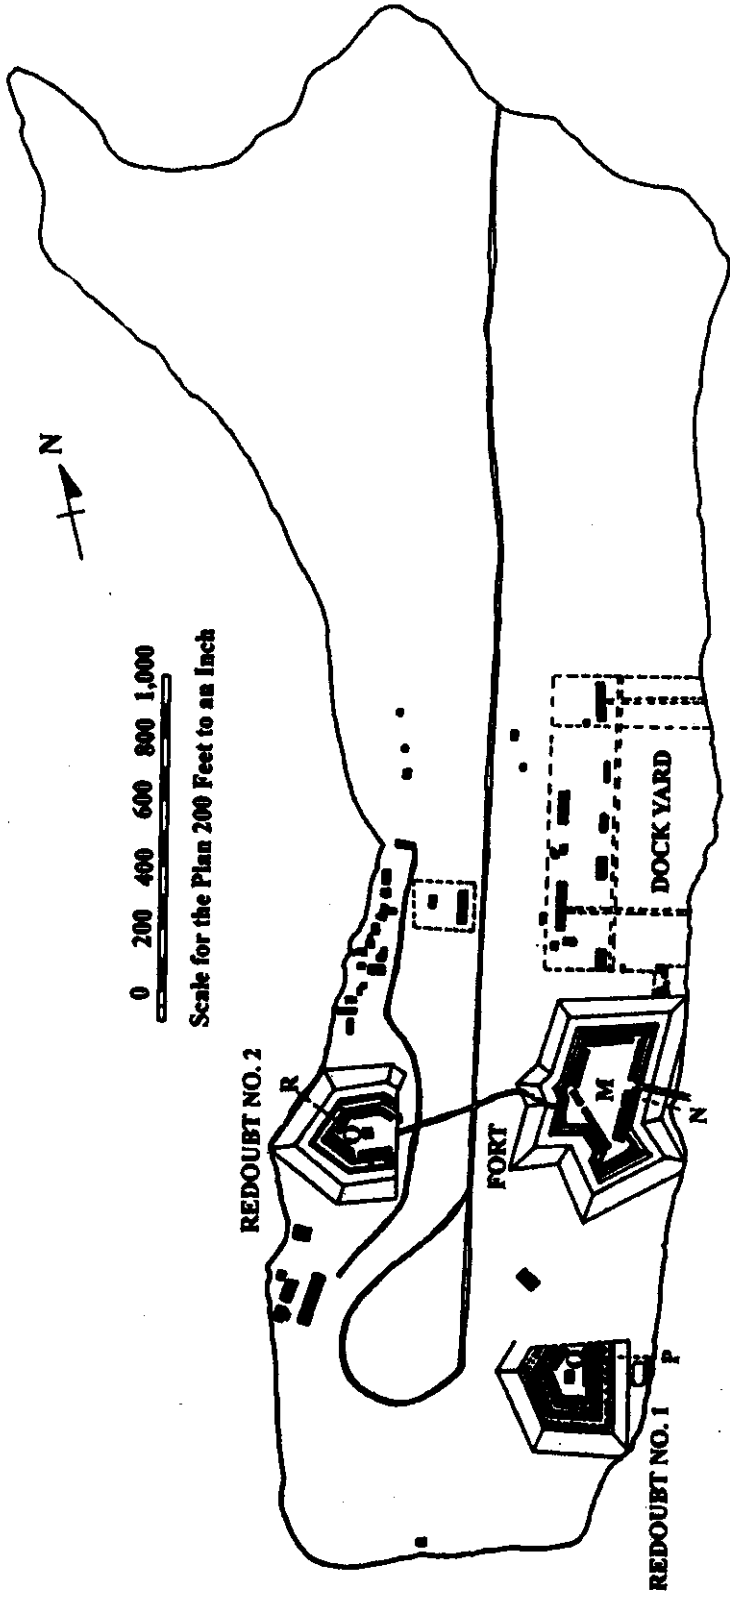 N
0 200 400 600 800 1,000
Scale for the Plan 200 Feet to an Inch
REDOUBT NO. 2
R
Q
FORT
M
N
DOCK YARD
O
P
REDOUBT NO. 1